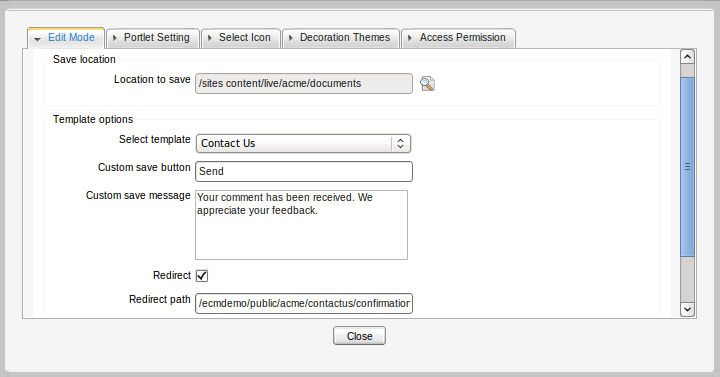 Edit Mode Portlet Setting Select Icon Decoration Themes Access Permission
Save location
Location to save /sites content/live/acme/documents
Template options
Select template Contact Us
Custom save button Send
Custom save message Your comment has been received. We
appreciate your feedback.
Redirect
Redirect path /ecmdemo/public/acme/contactus/confirmation
Close